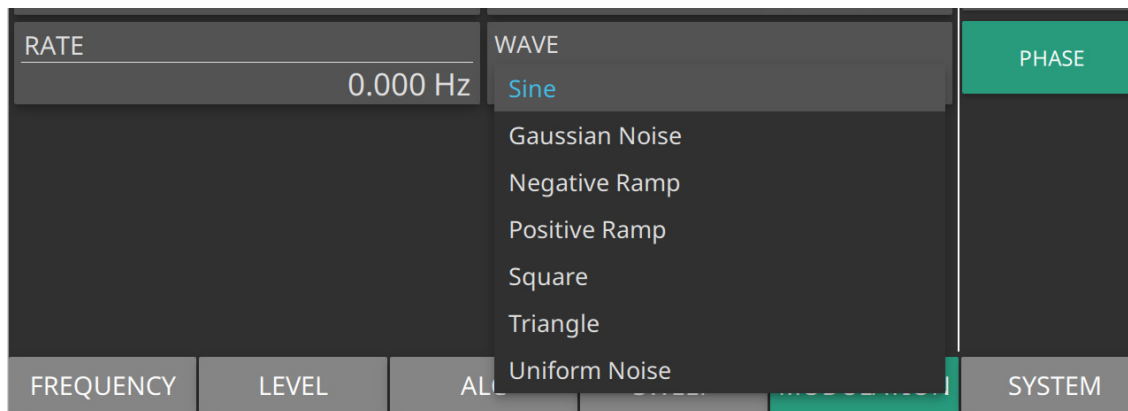 RATE
0.000 Hz
WAVE
Sine
Gaussian Noise
Negative Ramp
Positive Ramp
Square
Triangle
Uniform Noise
PHASE
FREQUENCY
LEVEL
SYSTEM